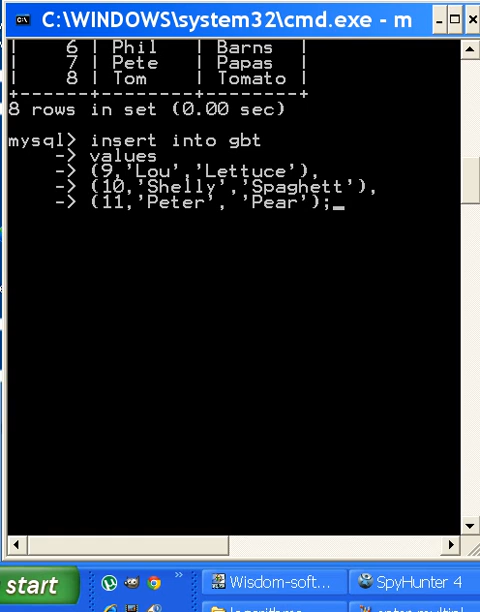 C:\WINDOWS\system32\cmd.exe - m
| 6 | Phil | Barns |
| 7 | Pete | Papas |
| 8 | Tom | Tomato |
+------+--------+--------+
8 rows in set (0.00 sec)
mysql> insert into gbt
-> values
-> (9,'Lou','Lettuce'),
-> (10,'Shelly','Spaghett'),
-> (11,'Peter', 'Pear');_
start
Wisdom-soft...
SpyHunter 4